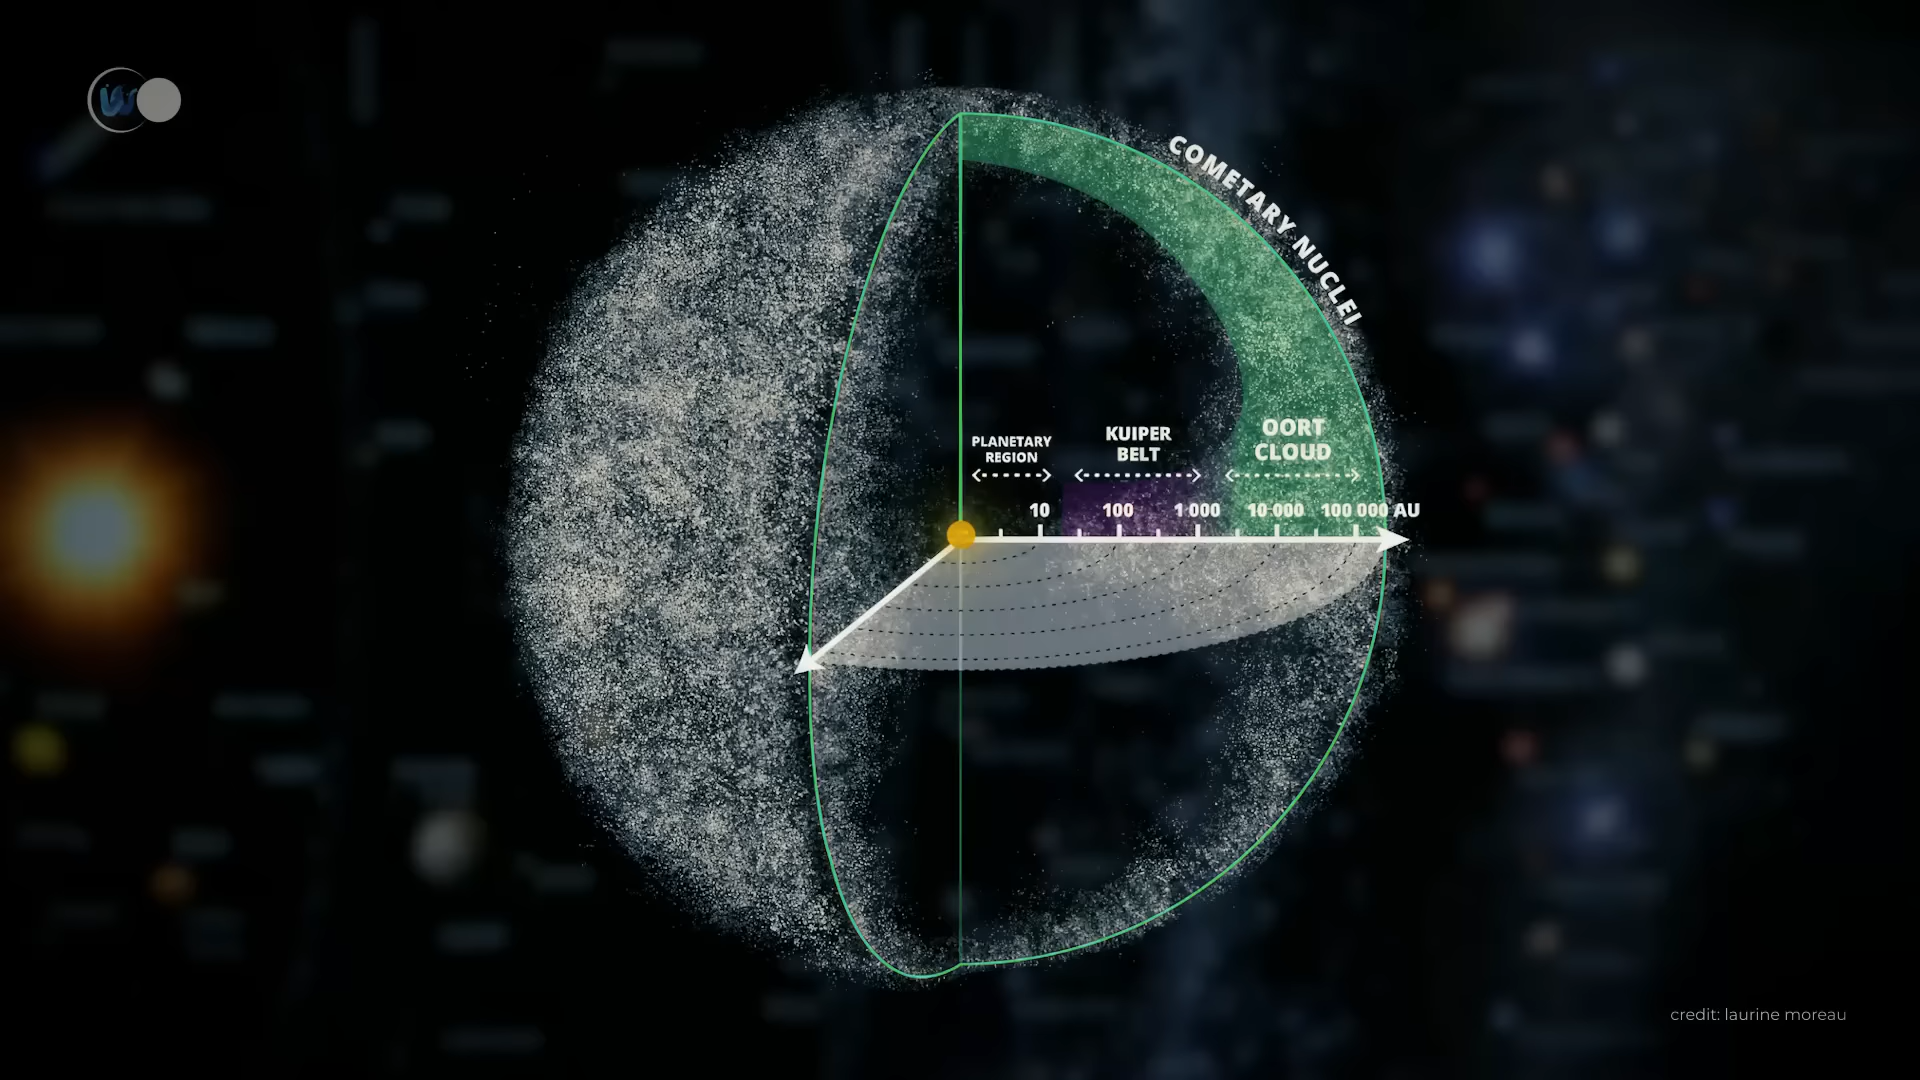 COMETARY NUCLEI
PLANETARY
REGION
KUIPER
BELT
OORT
CLOUD
10 100 1 000 10 000 100 000 AU
credit: laurine moreau